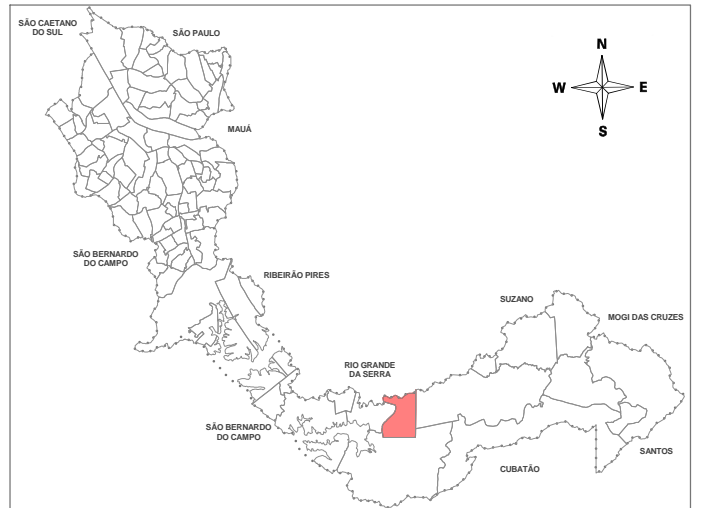 SÃO CAETANO
DO SUL
SÃO PAULO
N
W
E
S
MAUÁ
SÃO BERNARDO
DO CAMPO
RIBEIRÃO PIRES
SUZANO
MOGI DAS CRUZES
RIO GRANDE
DA SERRA
SÃO BERNARDO
DO CAMPO
SANTOS
CUBATÃO